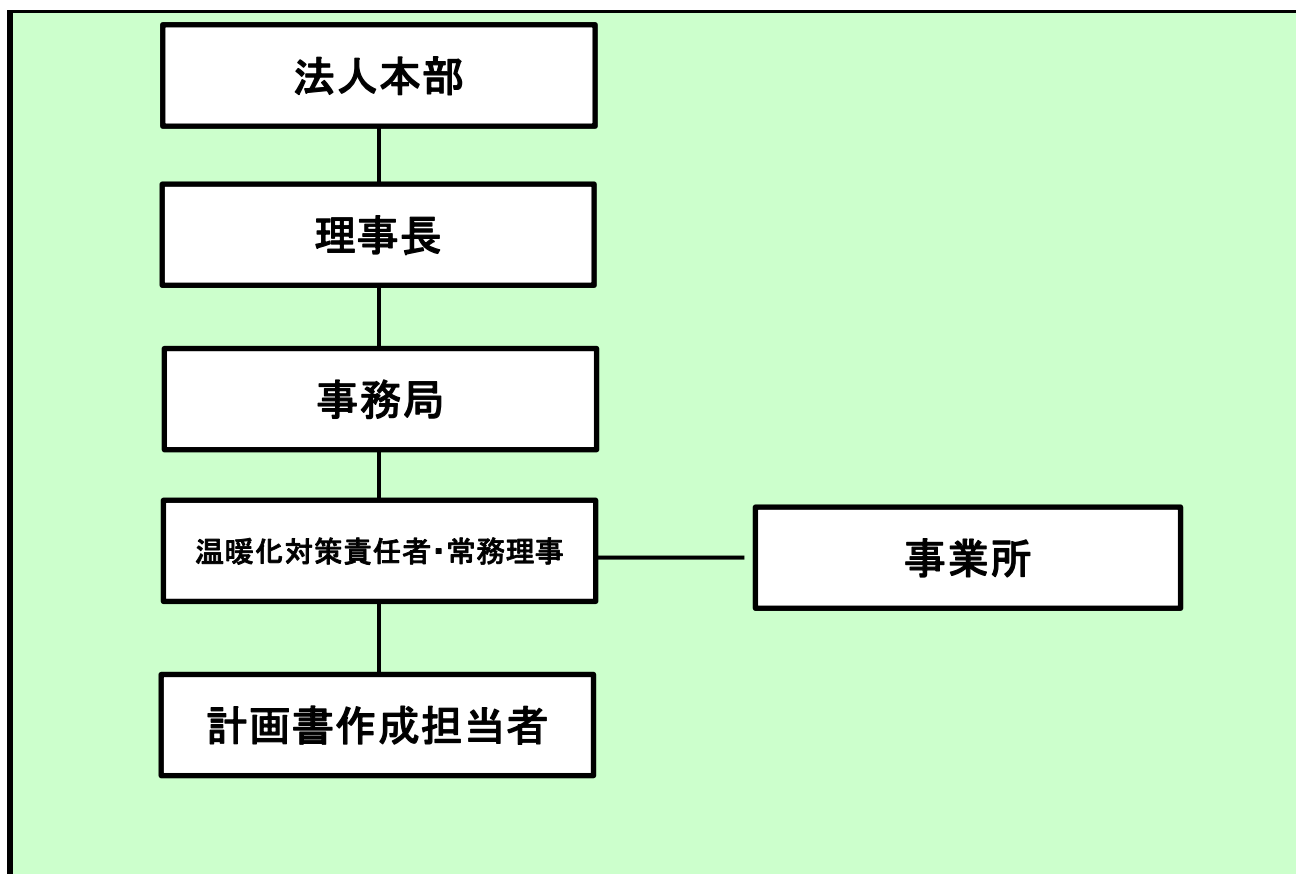 法人本部
理事長
事務局
温暖化対策責任者・常務理事
事業所
計画書作成担当者